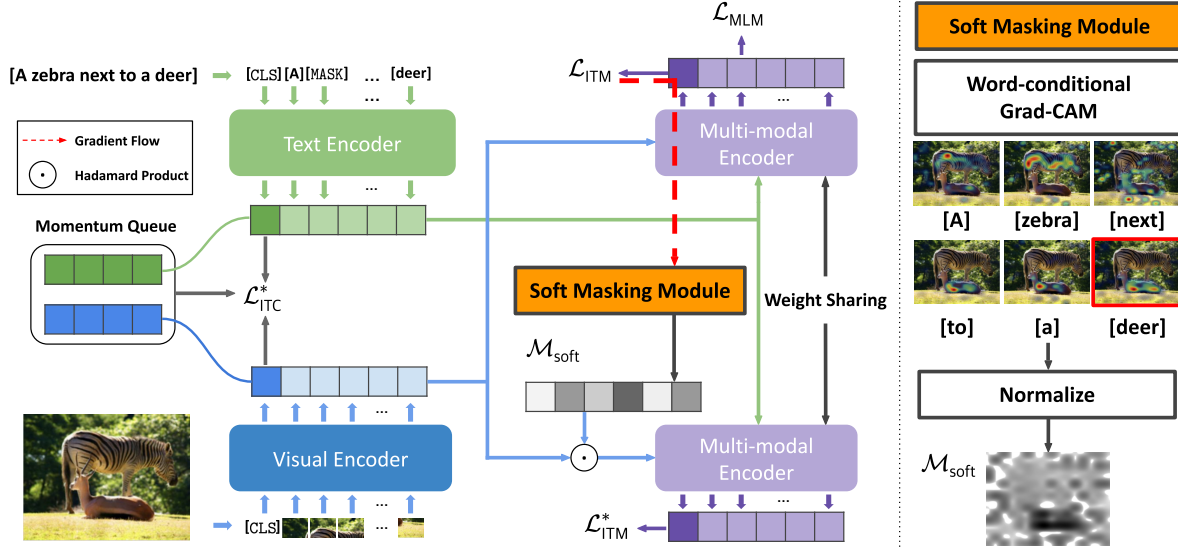 [A zebra next to a deer]
[CLS] [A] [MASK] ... [deer]
...
Text Encoder
...
Gradient Flow
Hadamard Product
Momentum Queue
ℒ*ITC
...
Visual Encoder
...
[CLS] ...
ℒMLM
ℒITM
...
Multi-modal
Encoder
Soft Masking Module
Weight Sharing
ℳsoft
Multi-modal
Encoder
...
ℒ*ITM
Soft Masking Module
Word-conditional
Grad-CAM
[A] [zebra] [next]
[to] [a] [deer]
Normalize
ℳsoft